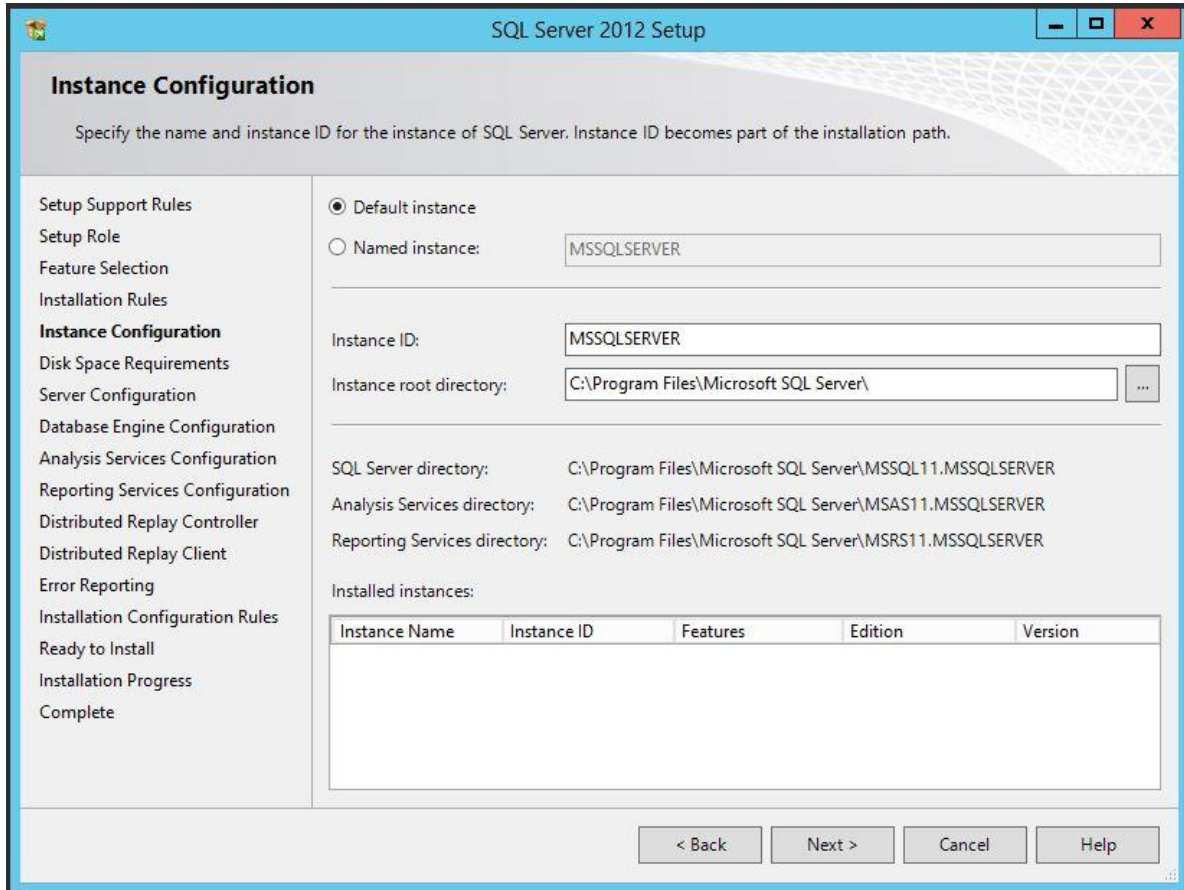 SQL Server 2012 Setup
Instance Configuration
Specify the name and instance ID for the instance of SQL Server. Instance ID becomes part of the installation path.
Setup Support Rules
Setup Role
Feature Selection
Installation Rules
Instance Configuration
Disk Space Requirements
Server Configuration
Database Engine Configuration
Analysis Services Configuration
Reporting Services Configuration
Distributed Replay Controller
Distributed Replay Client
Error Reporting
Installation Configuration Rules
Ready to Install
Installation Progress
Complete
Default instance
Named instance: MSSQLSERVER
Instance ID: MSSQLSERVER
Instance root directory: C:\Program Files\Microsoft SQL Server\ ...
SQL Server directory: C:\Program Files\Microsoft SQL Server\MSSQL11.MSSQLSERVER
Analysis Services directory: C:\Program Files\Microsoft SQL Server\MSAS11.MSSQLSERVER
Reporting Services directory: C:\Program Files\Microsoft SQL Server\MSRS11.MSSQLSERVER
Installed instances:
Instance Name Instance ID Features Edition Version
< Back Next > Cancel Help